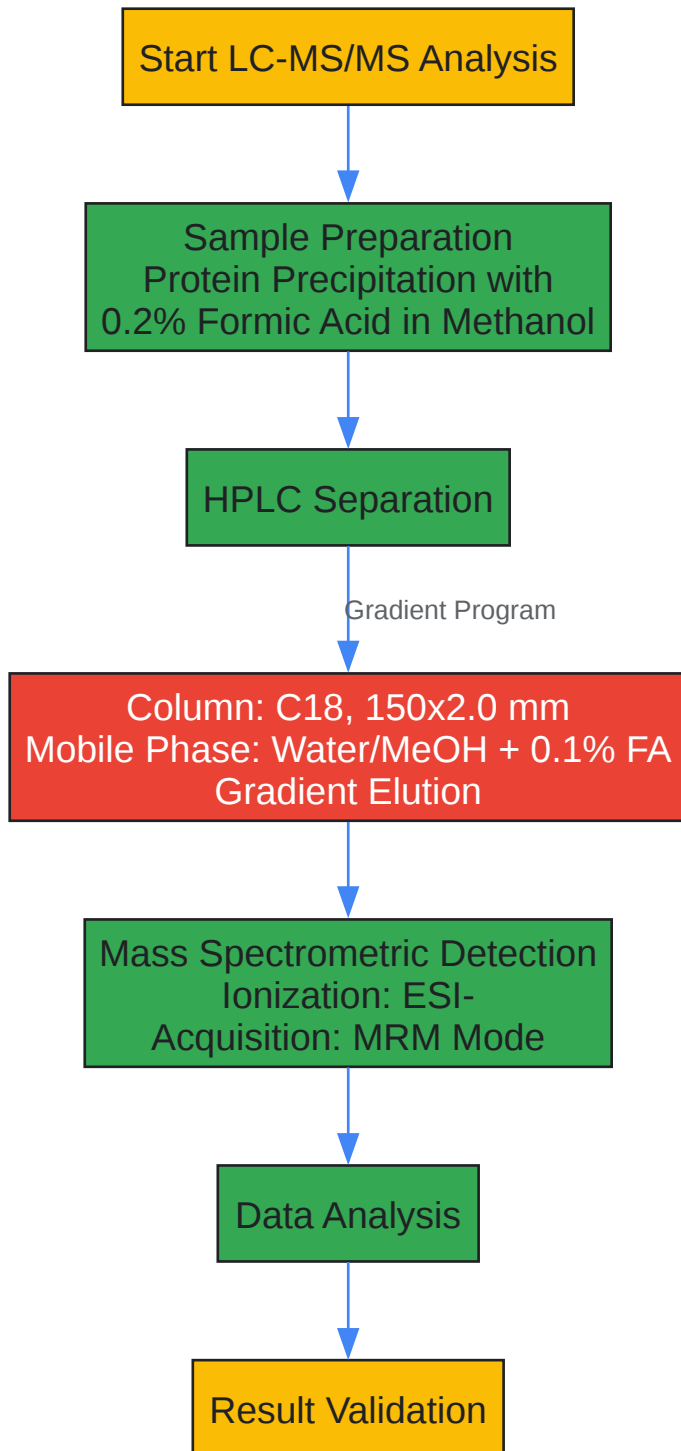 Start LC-MS/MS Analysis
Sample Preparation
Protein Precipitation with
0.2% Formic Acid in Methanol
HPLC Separation
Gradient Program
Column: C18, 150x2.0 mm
Mobile Phase: Water/MeOH + 0.1% FA
Gradient Elution
Mass Spectrometric Detection
Ionization: ESI-
Acquisition: MRM Mode
Data Analysis
Result Validation